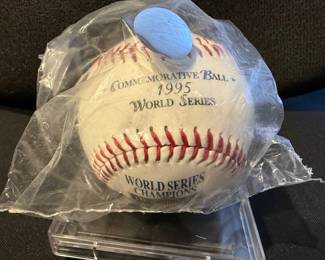 COMMEMORATIVE BALL
1995
WORLD SERIES
WORLD SERIES
CHAMPIONS